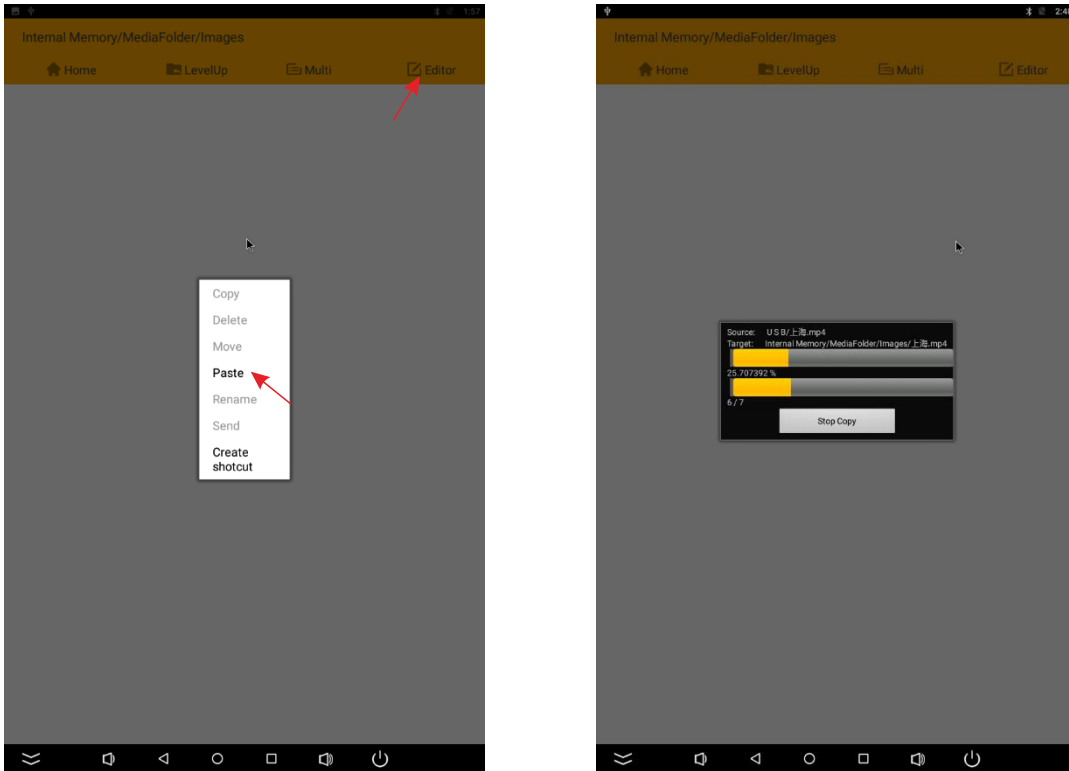 1:57
Internal Memory/MediaFolder/Images
Home LevelUp Multi Editor
Copy
Delete
Move
Paste
Rename
Send
Create
shotcut
Internal Memory/MediaFolder/Images
Home LevelUp Multi Editor
Source: U S B/上海.mp4
Target: Internal Memory/MediaFolder/Images/上海.mp4
25.707392 %
6 / 7
Stop Copy